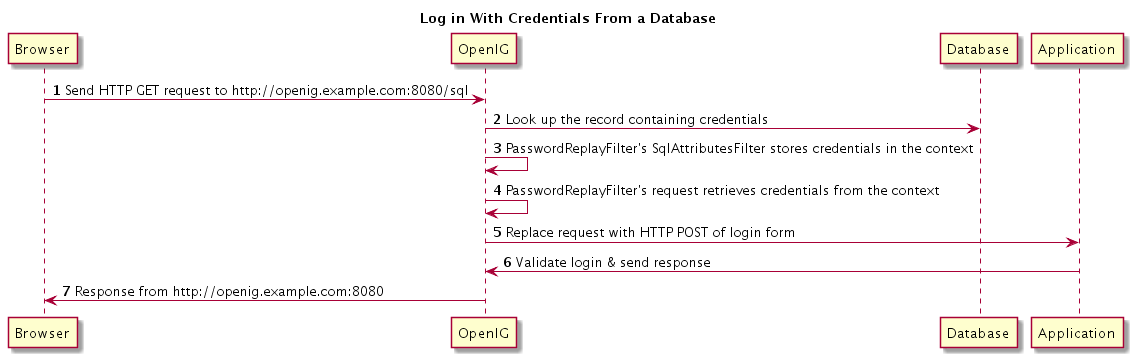 Log in With Credentials From a Database
Browser
OpenIG
Database
Application
1 Send HTTP GET request to http://openig.example.com:8080/sql
2 Look up the record containing credentials
3 PasswordReplayFilter's SqlAttributesFilter stores credentials in the context
4 PasswordReplayFilter's request retrieves credentials from the context
5 Replace request with HTTP POST of login form
6 Validate login & send response
7 Response from http://openig.example.com:8080
Browser
OpenIG
Database
Application